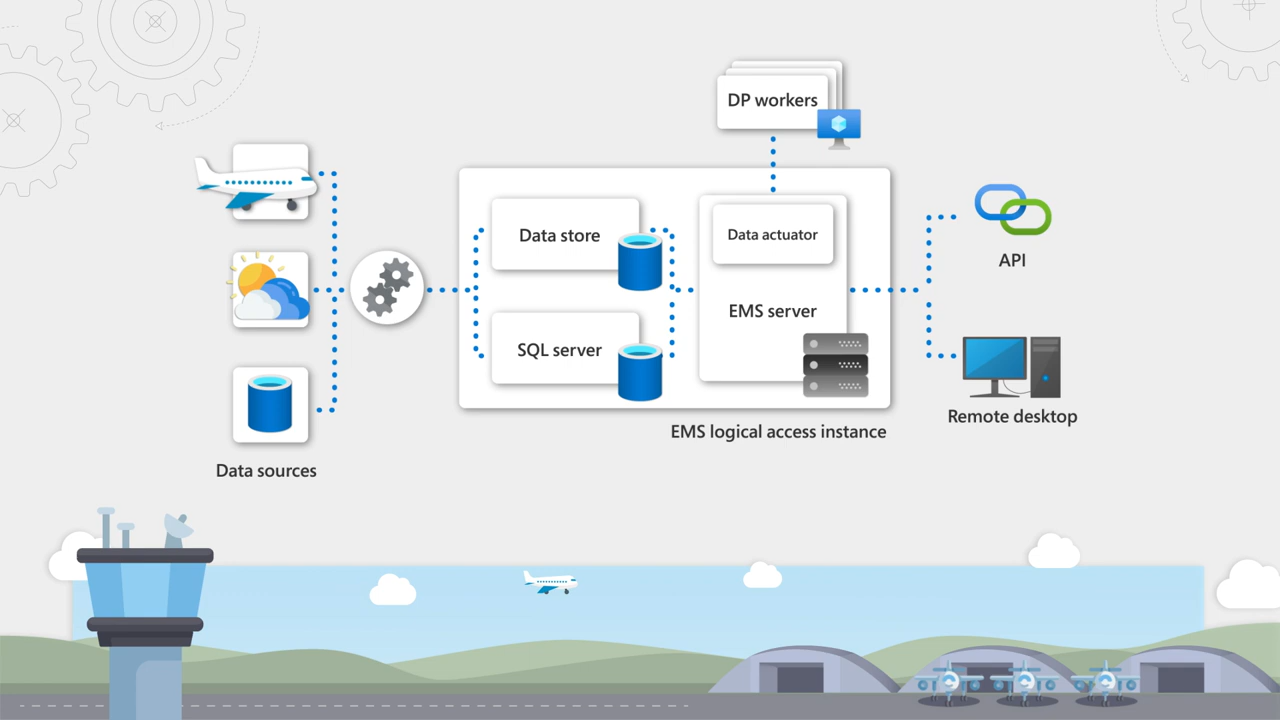 DP workers
Data store
Data actuator
EMS server
SQL server
API
Remote desktop
EMS logical access instance
Data sources